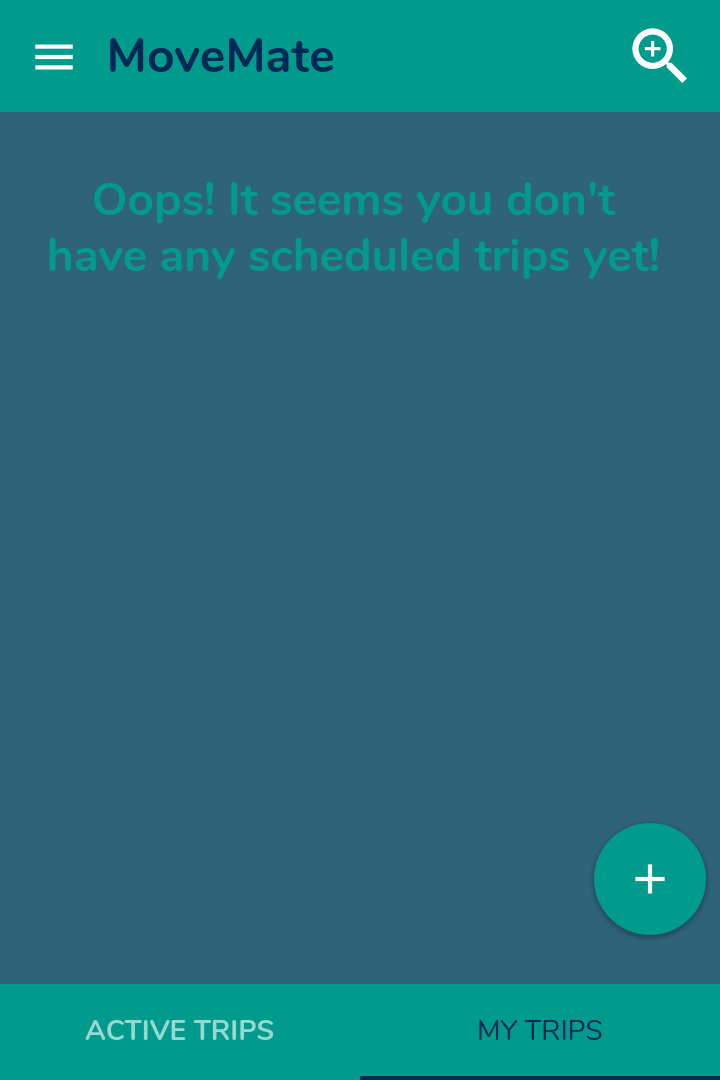 MoveMate
Oops! It seems you don't
have any scheduled trips yet!
ACTIVE TRIPS
MY TRIPS